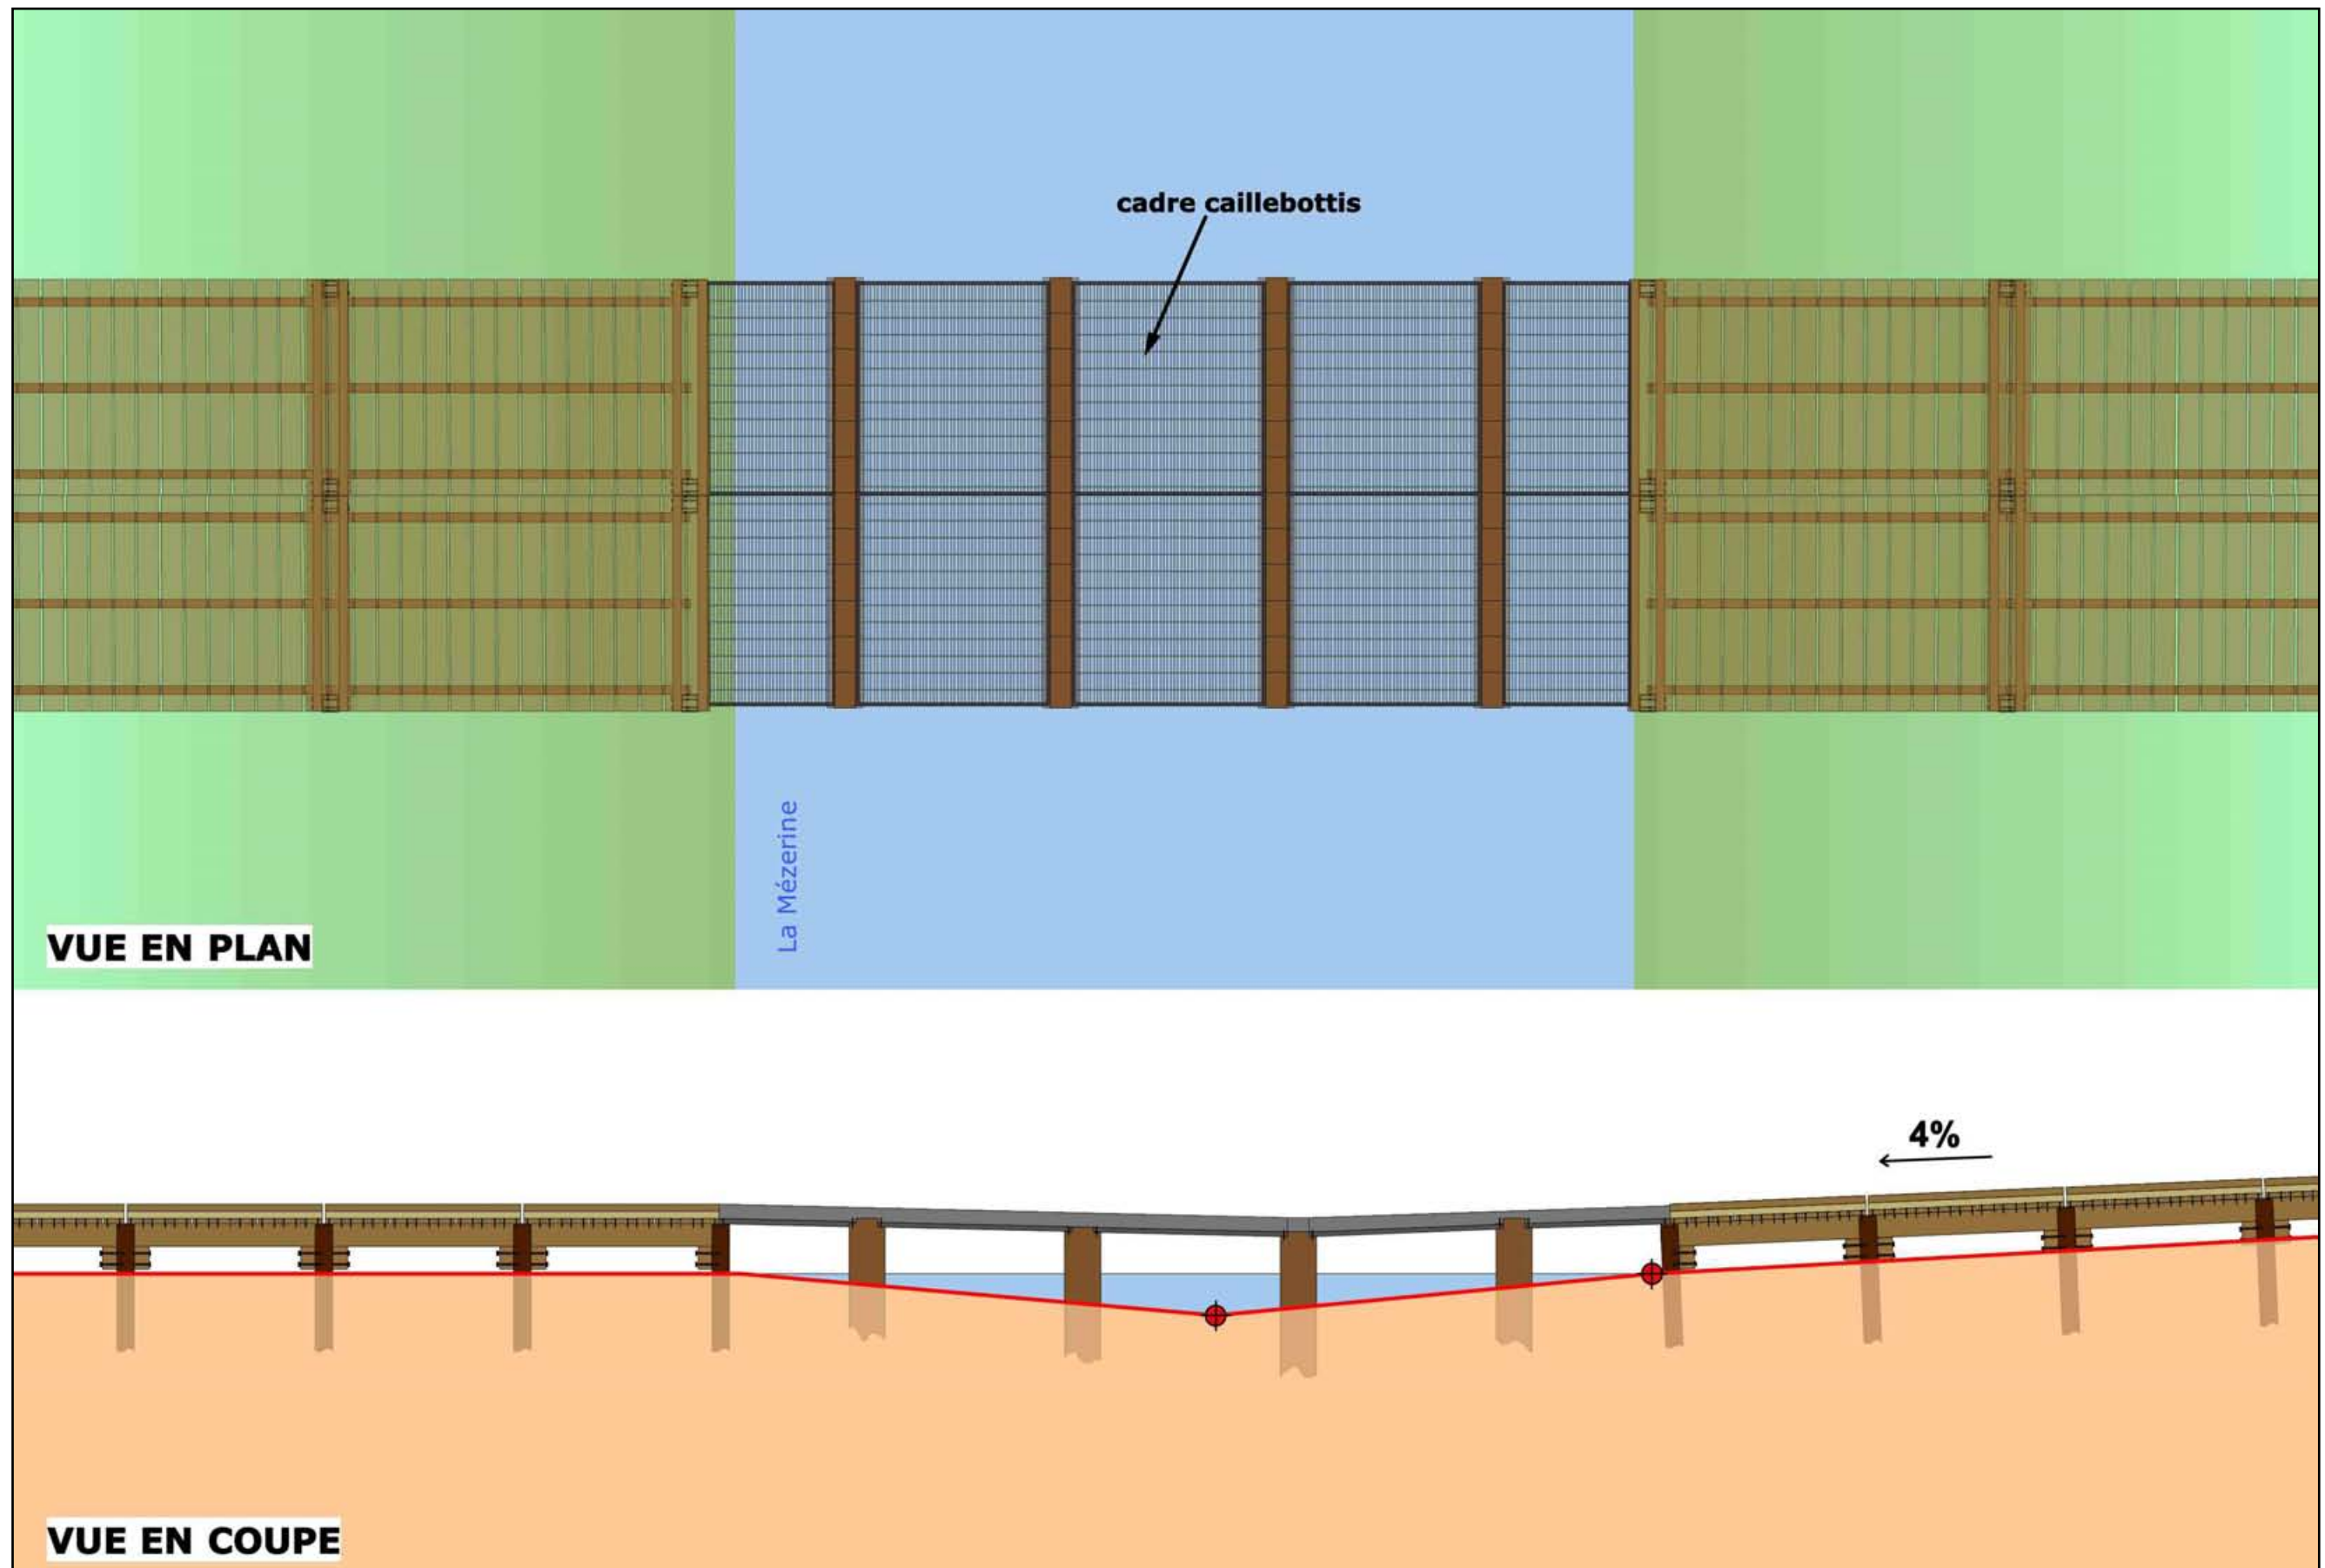 cadre caillebottis
La Mézerine
VUE EN PLAN
4%
VUE EN COUPE